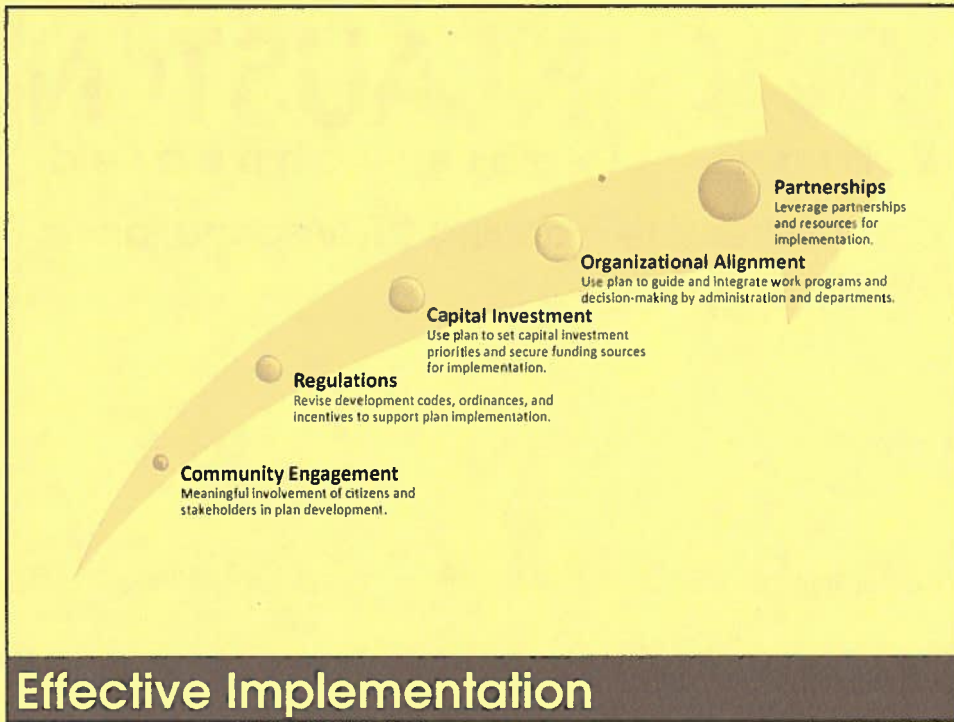 Partnerships
Leverage partnerships
and resources for
implementation.
Organizational Alignment
Use plan to guide and integrate work programs and
decision-making by administration and departments.
Capital Investment
Use plan to set capital investment
priorities and secure funding sources
for implementation.
Regulations
Revise development codes, ordinances, and
incentives to support plan implementation.
Community Engagement
Meaningful involvement of citizens and
stakeholders in plan development.
Effective Implementation